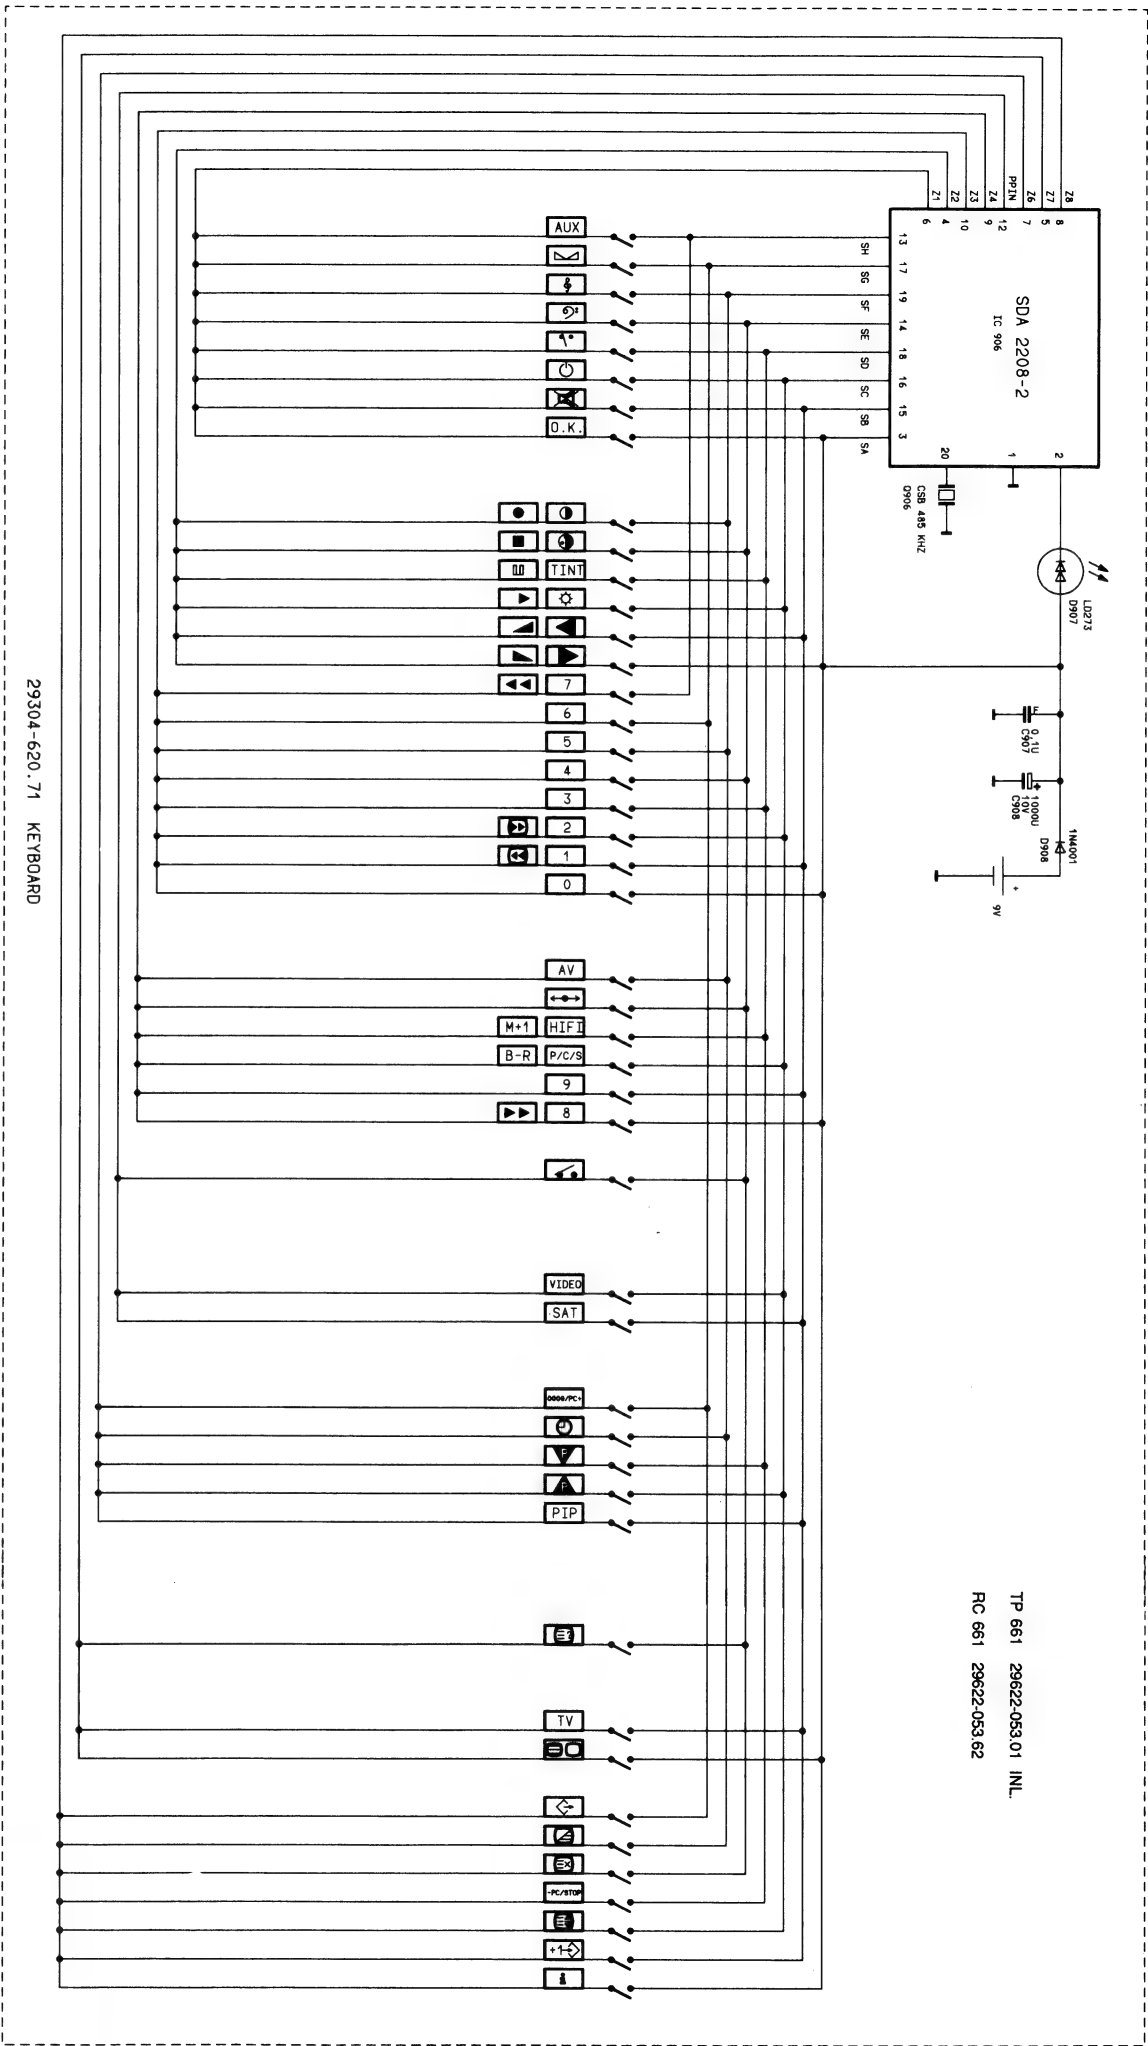 SDA 2208-2
IC 906
Z8
Z7
Z6
PPIN
Z4
Z3
Z2
Z1
8
5
7
12
9
10
4
6
13
17
19
14
18
16
15
3
SH
SG
SF
SE
SD
SC
SB
SA
20
1
2
CSB 485 KHZ
Q906
LD273
D907
F
0,1U
C907
+
1000U
10V
C908
1N4001
D908
+
9V
AUX
O.K.
TINT
7
6
5
4
3
2
1
0
AV
M+1 HIFI
B-R P/C/S
9
8
VIDEO
SAT
P
P
PIP
?
TV
X
-PC/STOP
+1
i
TP 661 29622-053.01 INL.
RC 661 29622-053.62
29304-620.71 KEYBOARD